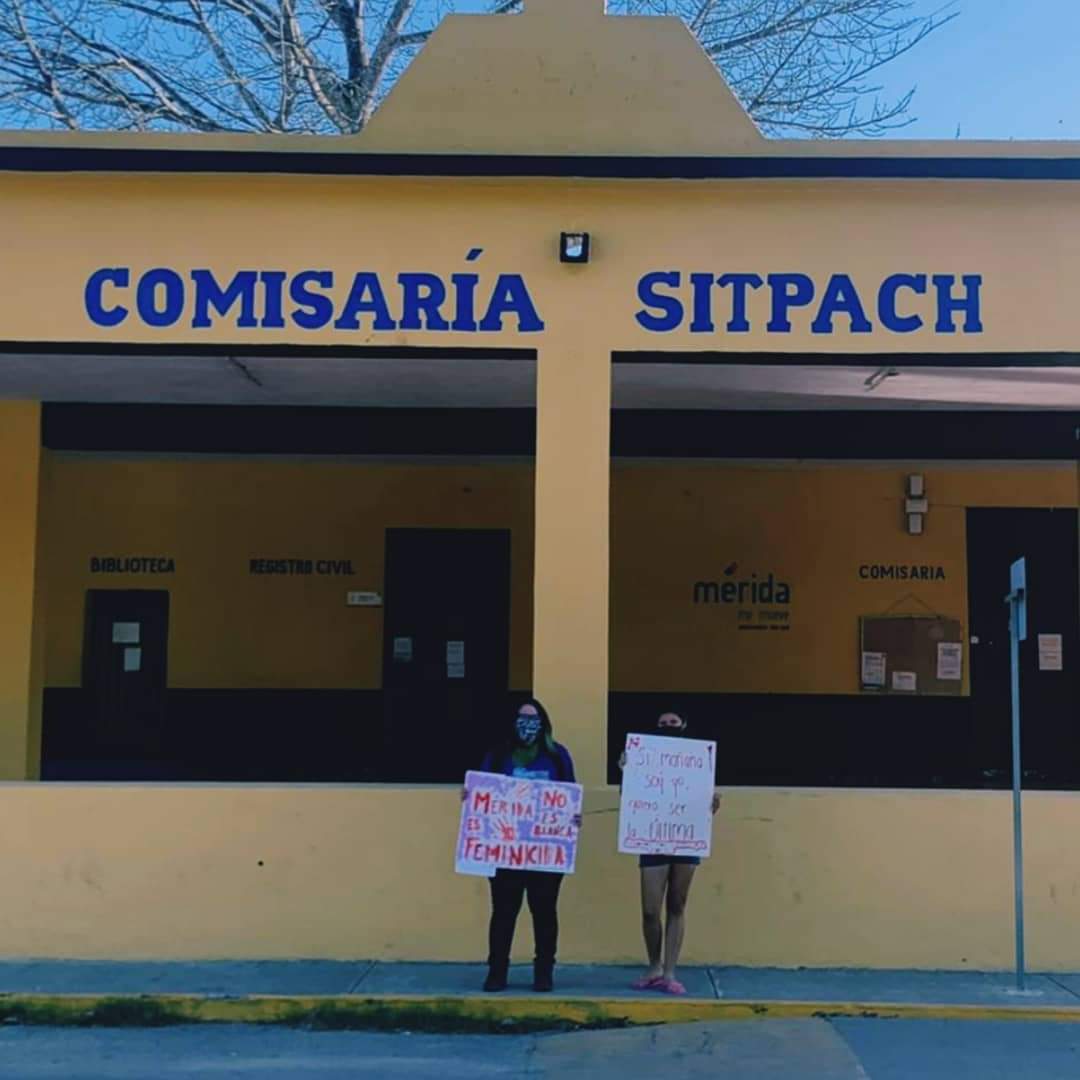 COMISARÍA SITPACH
BIBLIOTECA
REGISTRO CIVIL
mérida
COMISARIA
MÉRIDA NO
ES ES
BLANCA
FEMINICIDA
Si mañana
soy yo,
quiero ser
la ÚLTIMA